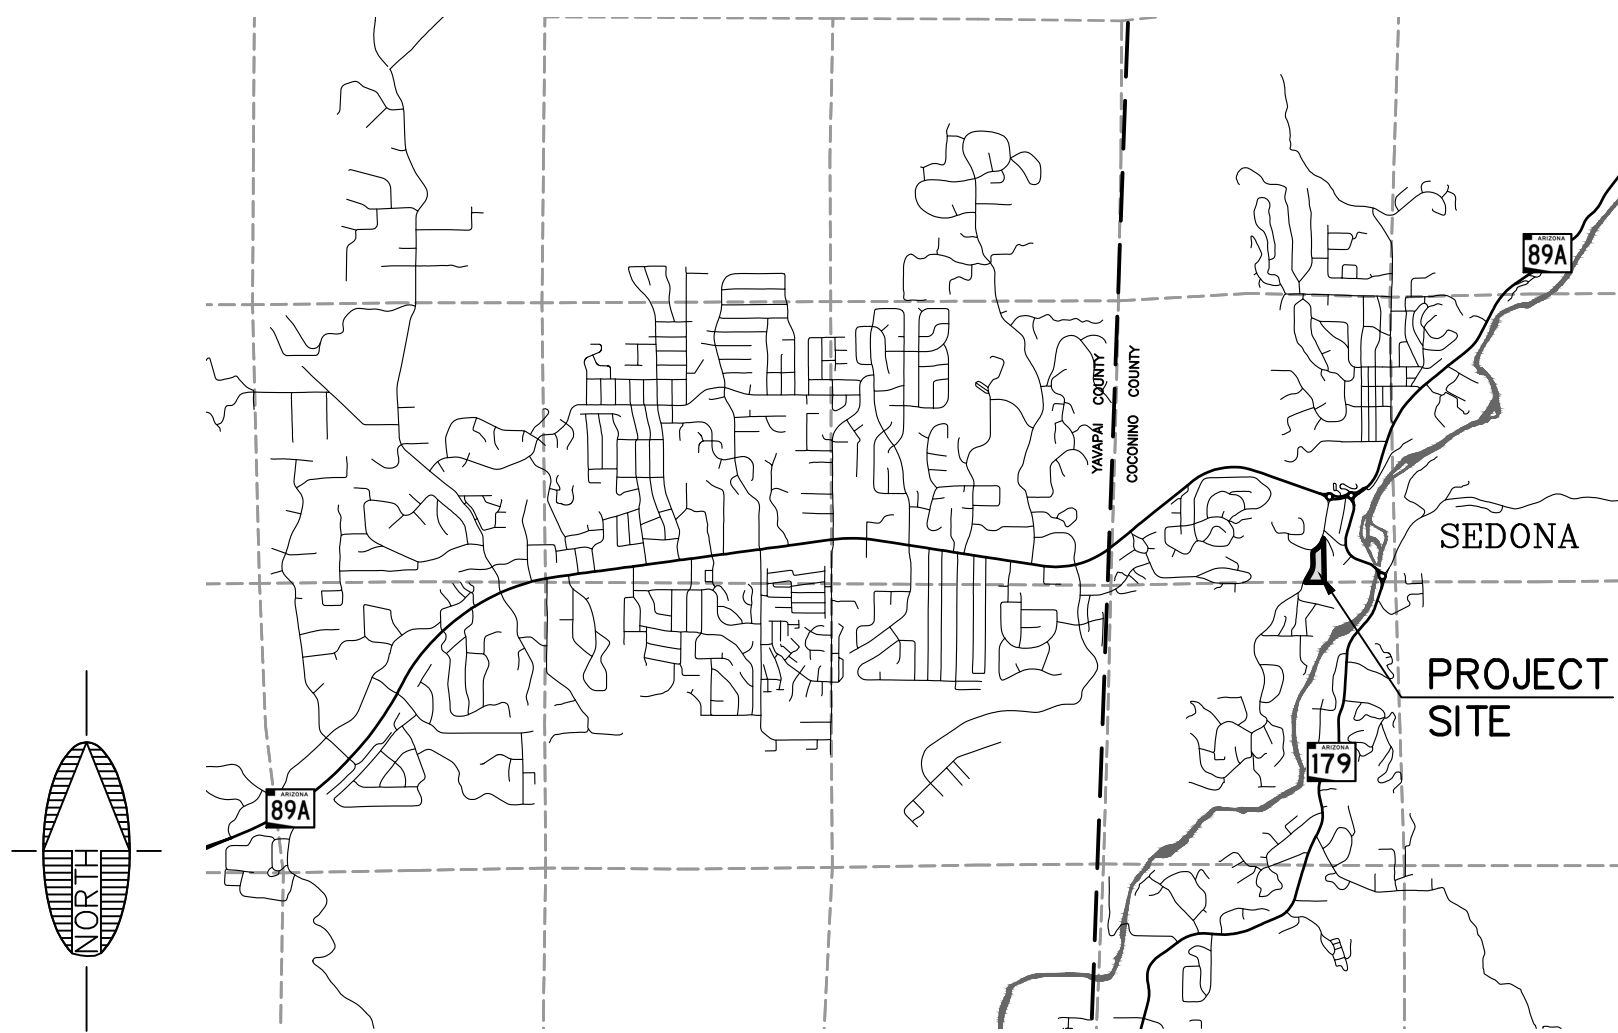 ARIZONA
89A
YAVAPAI COUNTY
COCONINO COUNTY
SEDONA
PROJECT
SITE
ARIZONA
179
ARIZONA
89A
NORTH